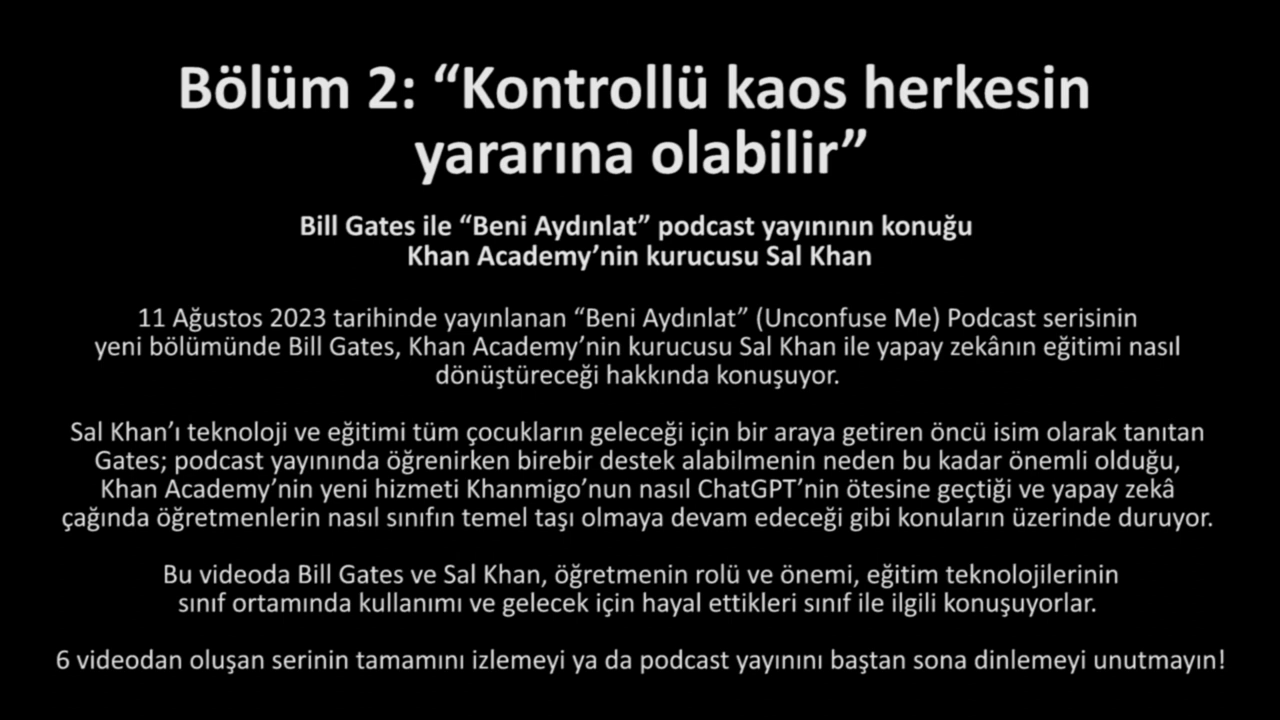 Bölüm 2: “Kontrollü kaos herkesin
yararına olabilir”
Bill Gates ile “Beni Aydınlat” podcast yayınının konuğu
Khan Academy’nin kurucusu Sal Khan
11 Ağustos 2023 tarihinde yayınlanan “Beni Aydınlat” (Unconfuse Me) Podcast serisinin
yeni bölümünde Bill Gates, Khan Academy’nin kurucusu Sal Khan ile yapay zekânın eğitimi nasıl
dönüştüreceği hakkında konuşuyor.
Sal Khan’ı teknoloji ve eğitimi tüm çocukların geleceği için bir araya getiren öncü isim olarak tanıtan
Gates; podcast yayınında öğrenirken birebir destek alabilmenin neden bu kadar önemli olduğu,
Khan Academy’nin yeni hizmeti Khanmigo’nun nasıl ChatGPT’nin ötesine geçtiği ve yapay zekâ
çağında öğretmenlerin nasıl sınıfın temel taşı olmaya devam edeceği gibi konuların üzerinde duruyor.
Bu videoda Bill Gates ve Sal Khan, öğretmenin rolü ve önemi, eğitim teknolojilerinin
sınıf ortamında kullanımı ve gelecek için hayal ettikleri sınıf ile ilgili konuşuyorlar.
6 videodan oluşan serinin tamamını izlemeyi ya da podcast yayınını baştan sona dinlemeyi unutmayın!